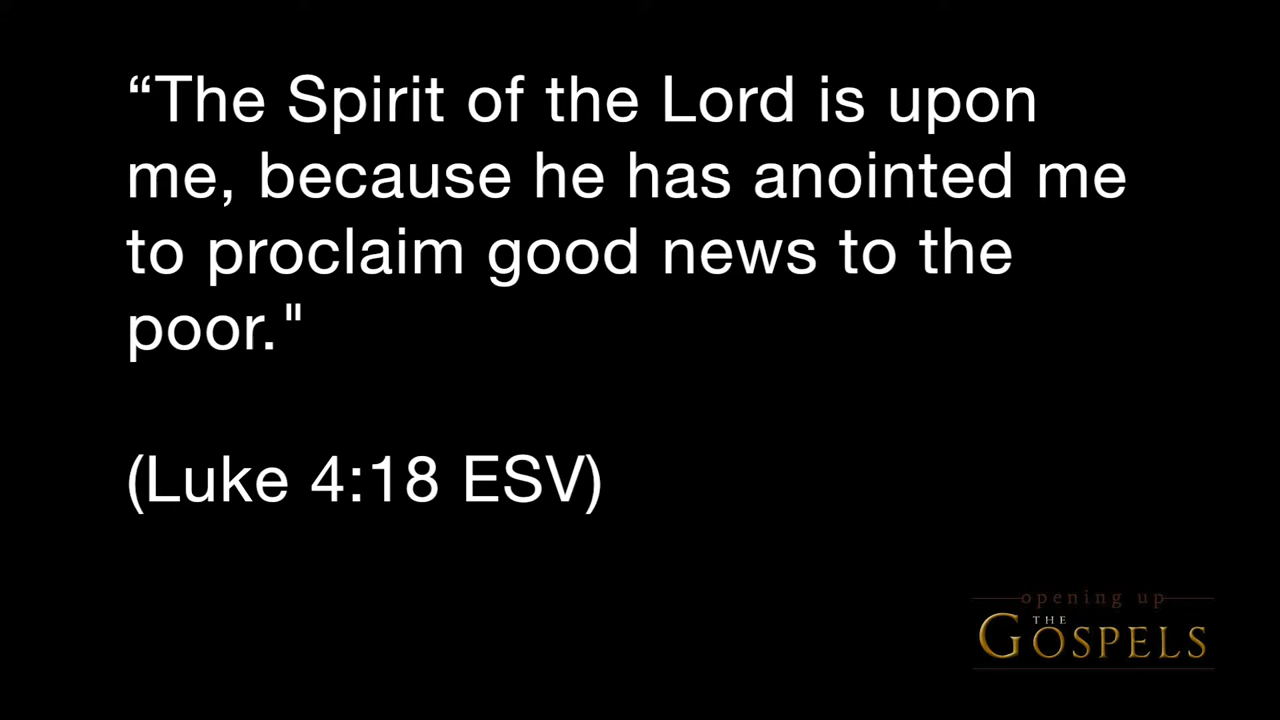 “The Spirit of the Lord is upon
me, because he has anointed me
to proclaim good news to the
poor."
(Luke 4:18 ESV)
opening up
THE
GOSPELS